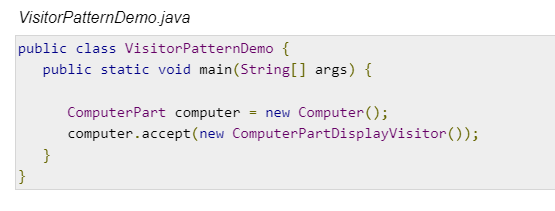 VisitorPatternDemo.java
public class VisitorPatternDemo {
   public static void main(String[] args) {

      ComputerPart computer = new Computer();
      computer.accept(new ComputerPartDisplayVisitor());
   }
}